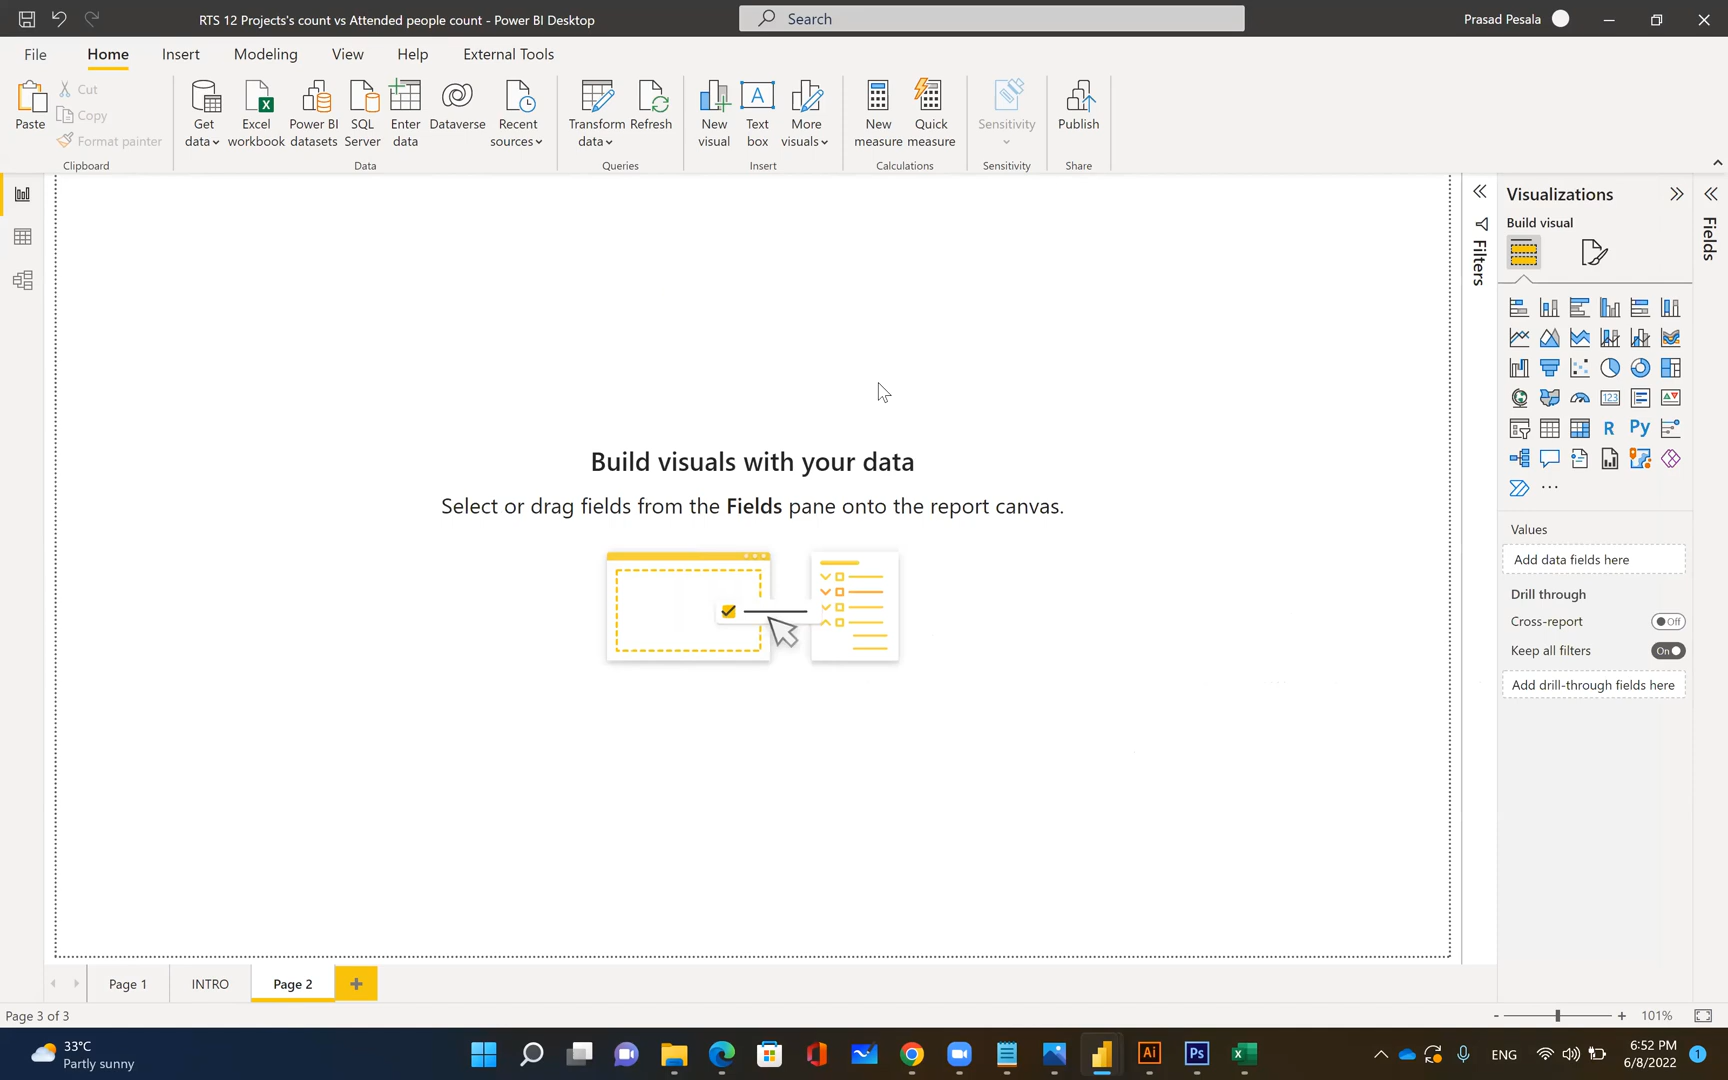 RTS 12 Projects's count vs Attended people count - Power BI Desktop
Search
Prasad Pesala
File
Home
Insert
Modeling
View
Help
External Tools
Paste
Cut
Copy
Format painter
Clipboard
Get data
Excel workbook
Power BI datasets
SQL Server
Enter data
Dataverse
Recent sources
Data
Transform data
Refresh
Queries
New visual
Text box
More visuals
Insert
New measure
Quick measure
Calculations
Sensitivity
Sensitivity
Publish
Share
Build visuals with your data
Select or drag fields from the Fields pane onto the report canvas.
Filters
Visualizations
Build visual
123
R
Py
Values
Add data fields here
Drill through
Cross-report
Off
Keep all filters
On
Add drill-through fields here
Fields
Page 1
INTRO
Page 2
Page 3 of 3
- + 101%
33°C
Partly sunny
Ai
Ps
ENG
6:52 PM
6/8/2022
1